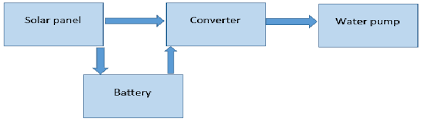 Solar panel
Converter
Water pump
Battery